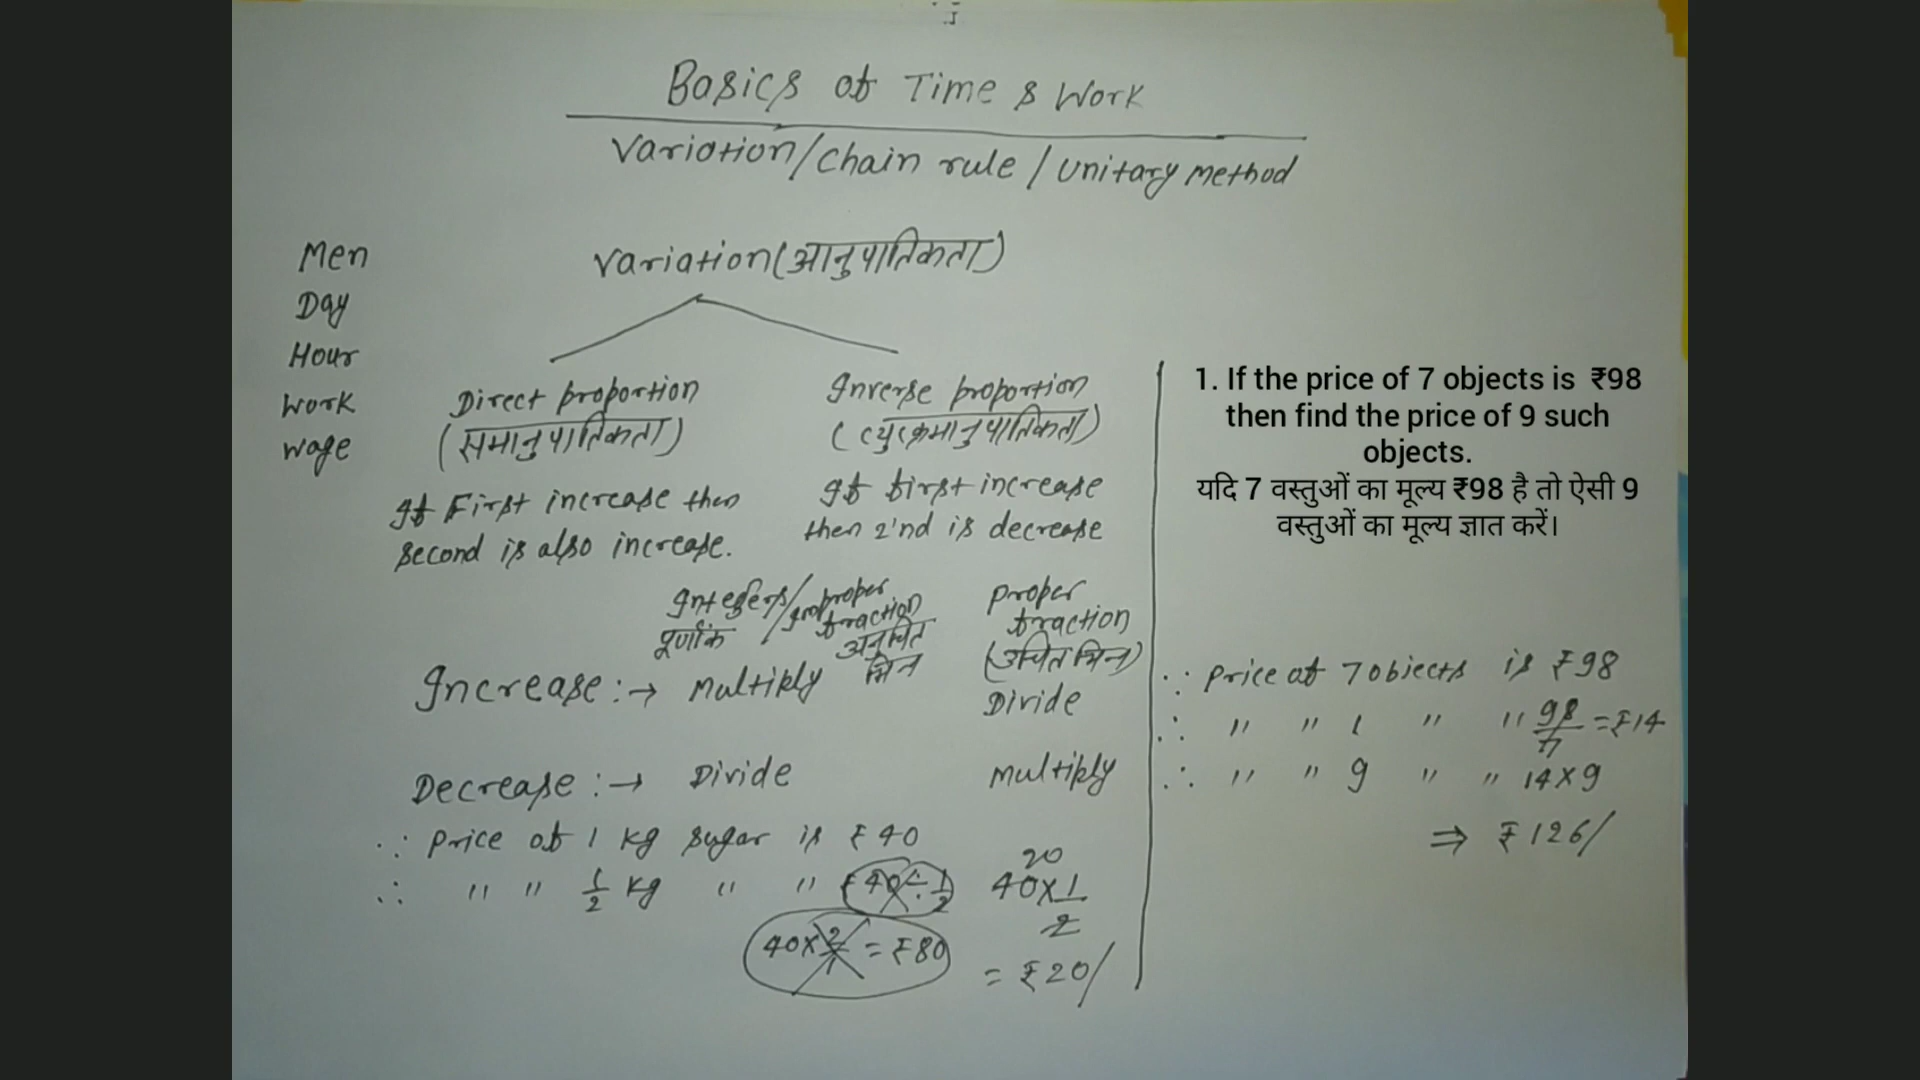 Basics of Time & Work
Variation/Chain rule/Unitary Method
Men
Day
Hour
Work
Wage
Variation(आनुपातिकता)
Direct proportion
(समानुपातिकता)
If First increase then
second is also increase.
Inverse proportion
(व्युत्क्रमानुपातिकता)
If first increase
then 2'nd is decrease
Integers/Improper
fraction
पूर्णांक
अनुचित
भिन्न
Proper
fraction
(उचित भिन्न)
Increase :→ Multiply
Divide
Decrease :→ Divide
Multiply
∵ Price of 1 kg sugar is ₹40
∴ " " 1/2 kg " " ₹40÷1/2
40×2/1 = ₹80
20
40×1/2
= ₹20/
1. If the price of 7 objects is ₹98
then find the price of 9 such
objects.
यदि 7 वस्तुओं का मूल्य ₹98 है तो ऐसी 9
वस्तुओं का मूल्य ज्ञात करें।
∵ Price of 7 objects is ₹98
∴ " " 1 " " 98/7 = ₹14
∴ " " 9 " " 14×9
⇒ ₹126/